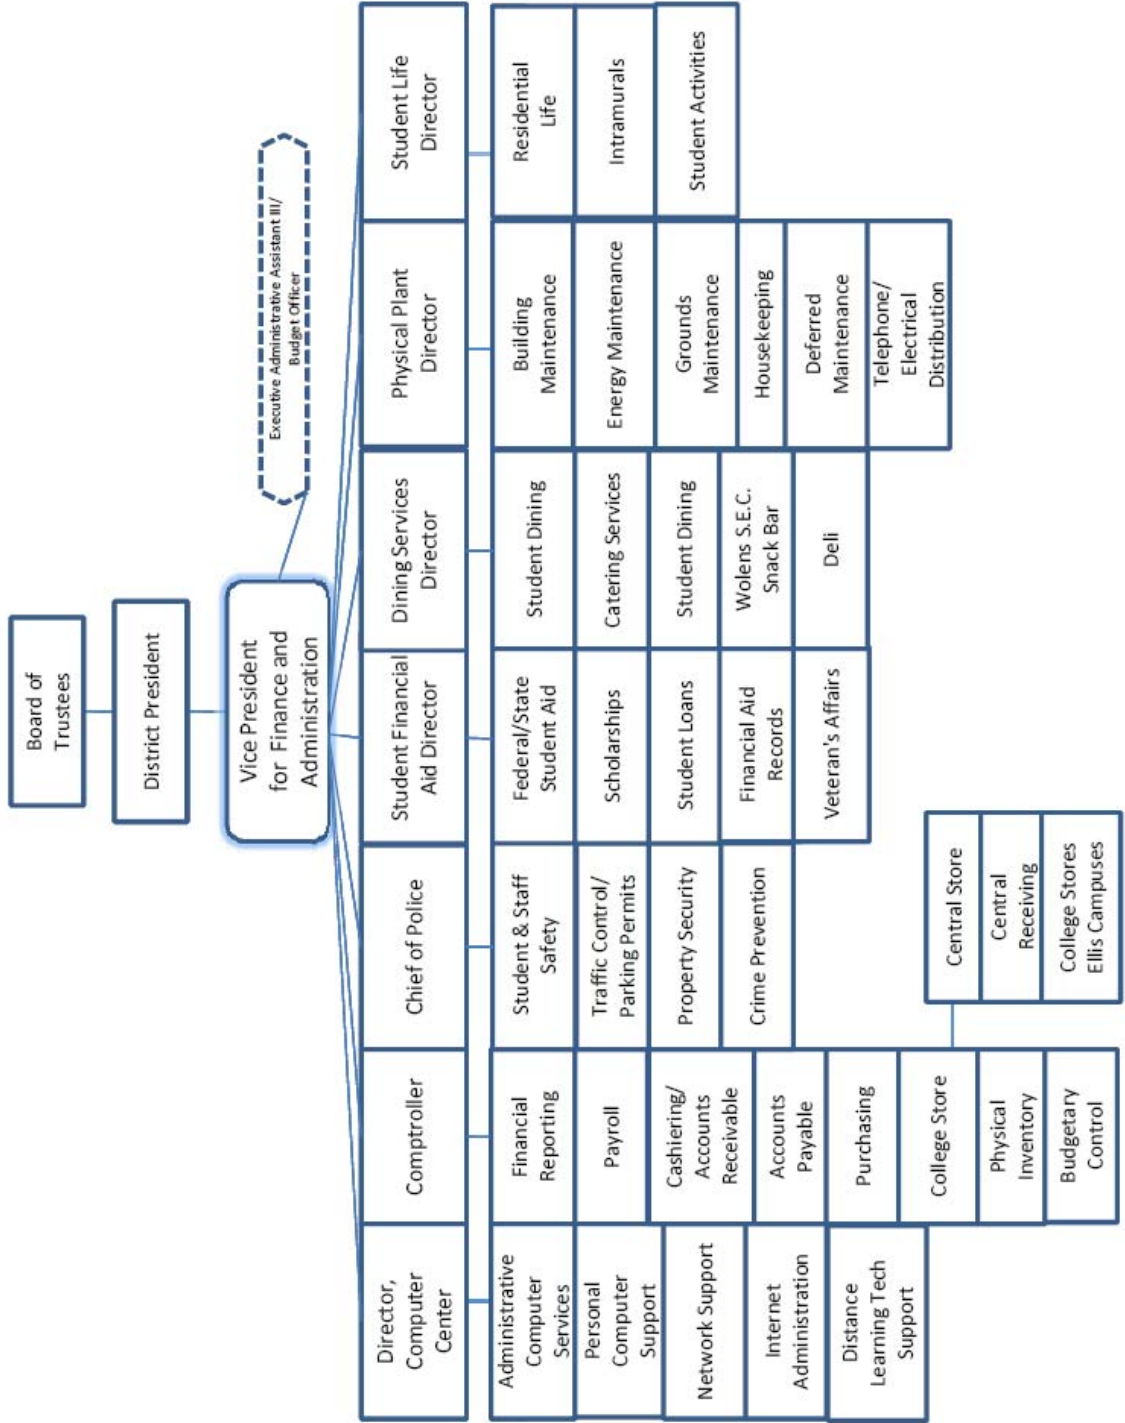 Board of
Trustees
District President
Vice President
for Finance and
Administration
Executive Administrative Assistant III/
Budget Officer
Director,
Computer
Center
Comptroller
Chief of Police
Student Financial
Aid Director
Dining Services
Director
Physical Plant
Director
Student Life
Director
Administrative
Computer
Services
Personal
Computer
Support
Network Support
Internet
Administration
Distance
Learning Tech
Support
Financial
Reporting
Payroll
Cashiering/
Accounts
Receivable
Accounts
Payable
Purchasing
College Store
Physical
Inventory
Budgetary
Control
Central Store
Central
Receiving
College Stores
Ellis Campuses
Student & Staff
Safety
Traffic Control/
Parking Permits
Property Security
Crime Prevention
Federal/State
Student Aid
Scholarships
Student Loans
Financial Aid
Records
Veteran's Affairs
Student Dining
Catering Services
Student Dining
Wolens S.E.C.
Snack Bar
Deli
Building
Maintenance
Energy Maintenance
Grounds
Maintenance
Housekeeping
Deferred
Maintenance
Telephone/
Electrical
Distribution
Residential
Life
Intramurals
Student Activities